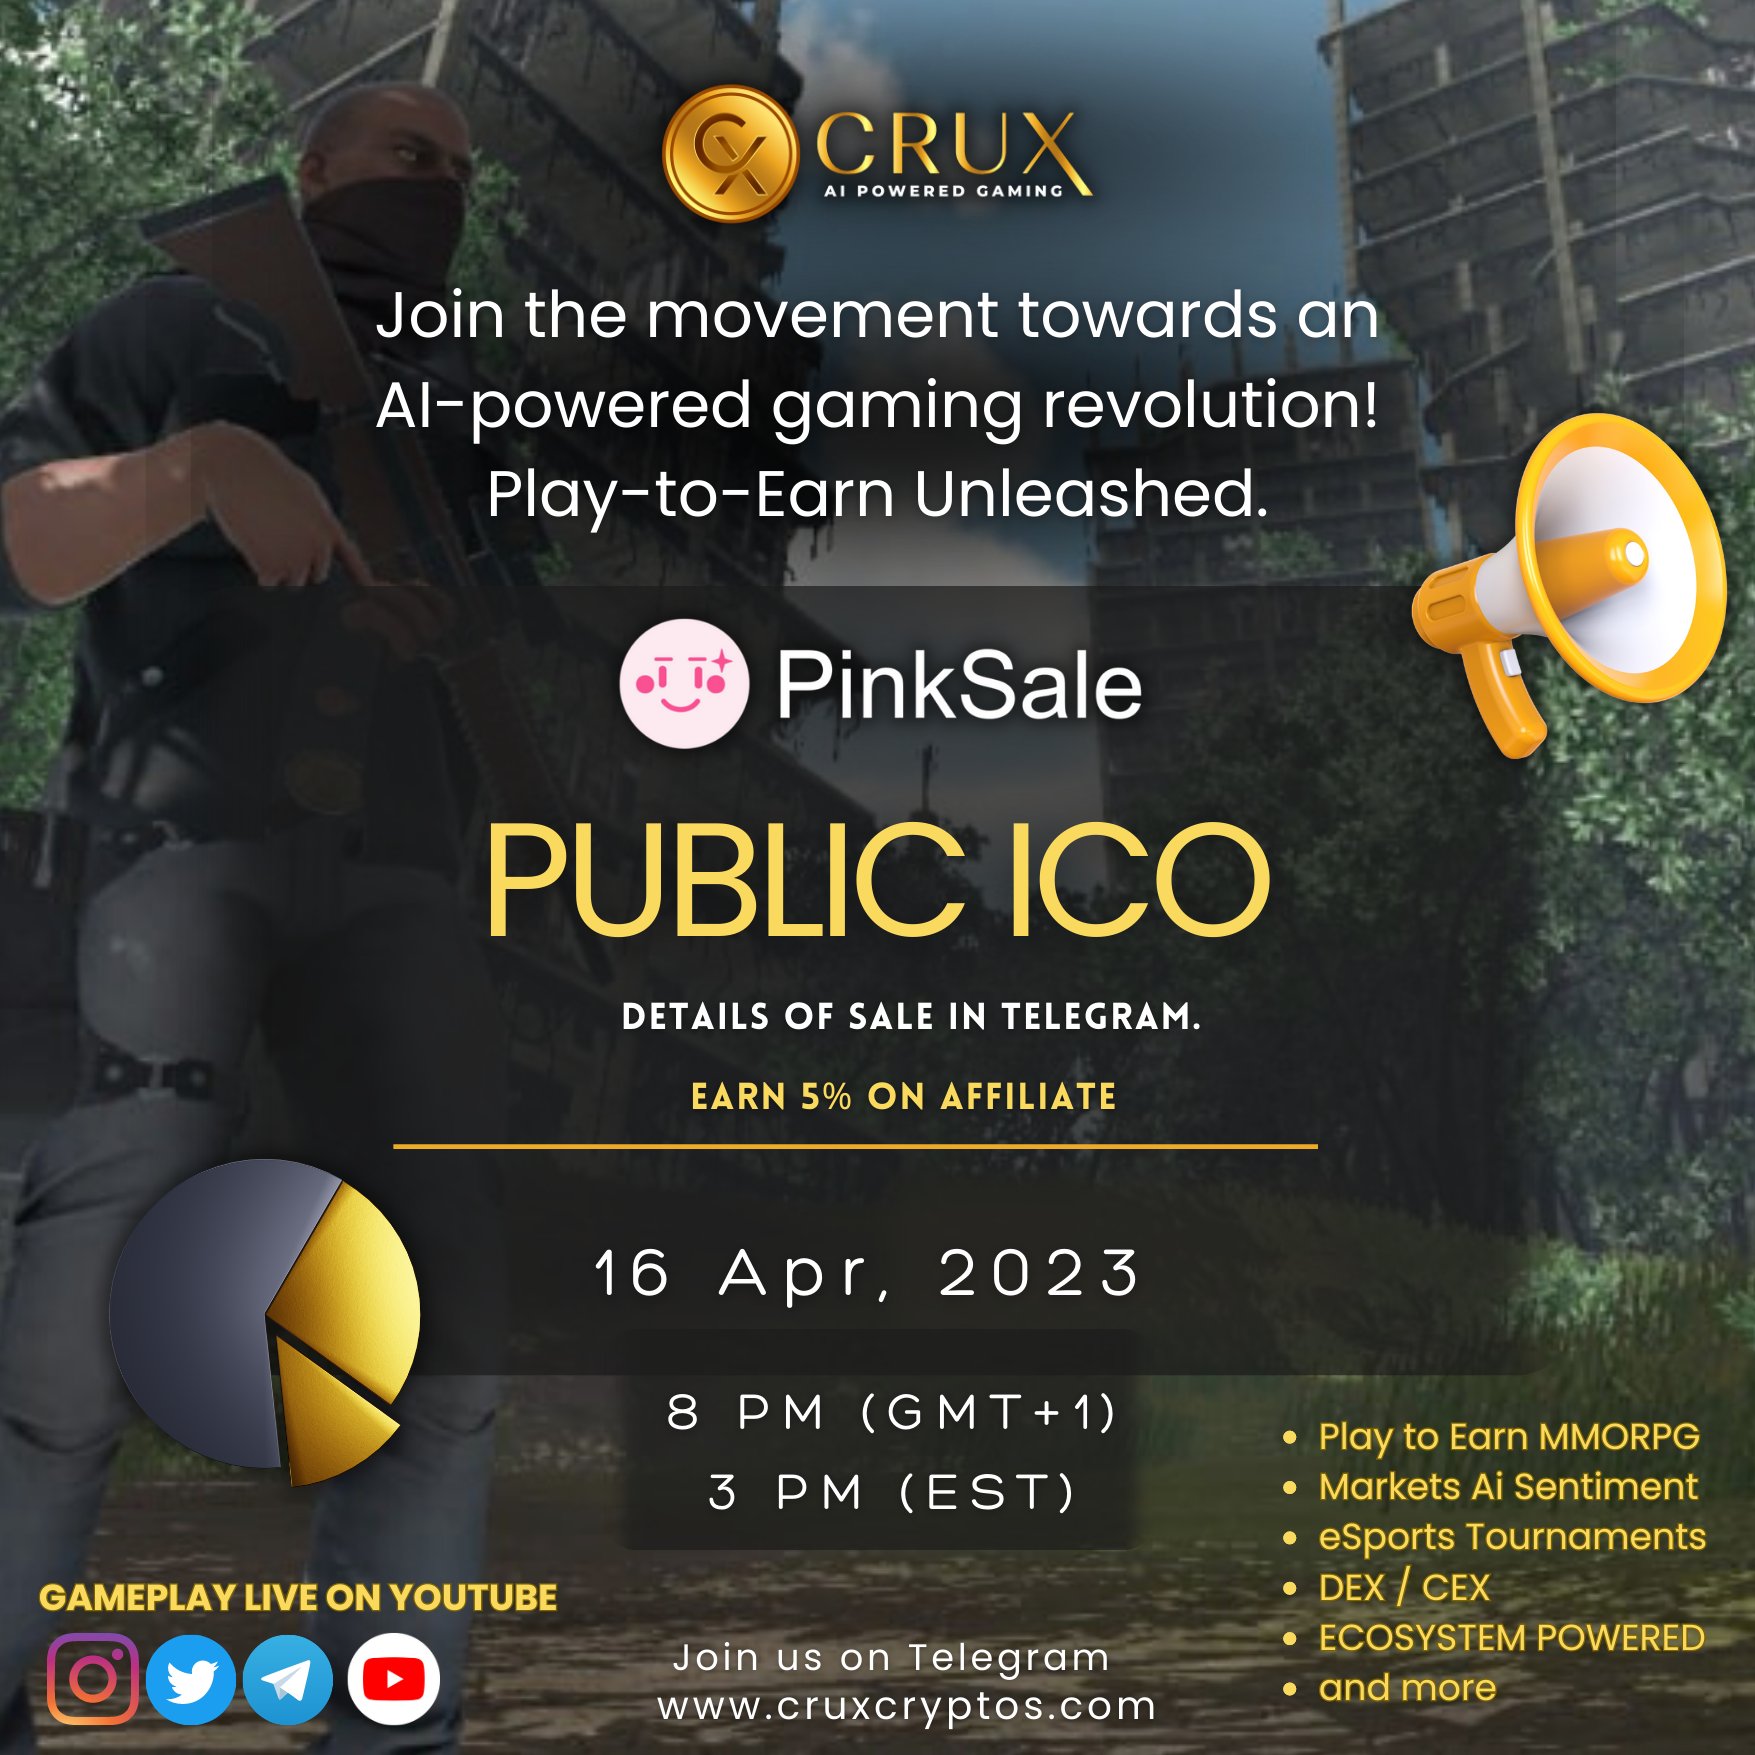 CX CRUX
AI POWERED GAMING
Join the movement towards an
AI-powered gaming revolution!
Play-to-Earn Unleashed.
PinkSale
PUBLIC ICO
DETAILS OF SALE IN TELEGRAM.
EARN 5% ON AFFILIATE
16 Apr, 2023
8 PM (GMT+1)
3 PM (EST)
• Play to Earn MMORPG
• Markets Ai Sentiment
• eSports Tournaments
• DEX / CEX
• ECOSYSTEM POWERED
• and more
GAMEPLAY LIVE ON YOUTUBE
Join us on Telegram
www.cruxcryptos.com